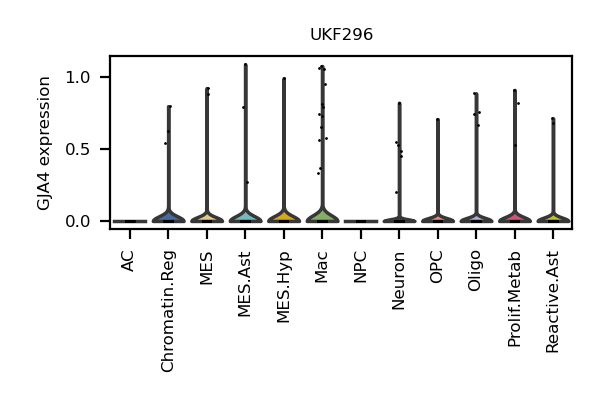 UKF296
GJA4 expression
1.0
0.5
0.0
AC
Chromatin.Reg
MES
MES.Ast
MES.Hyp
Mac
NPC
Neuron
OPC
Oligo
Prolif.Metab
Reactive.Ast